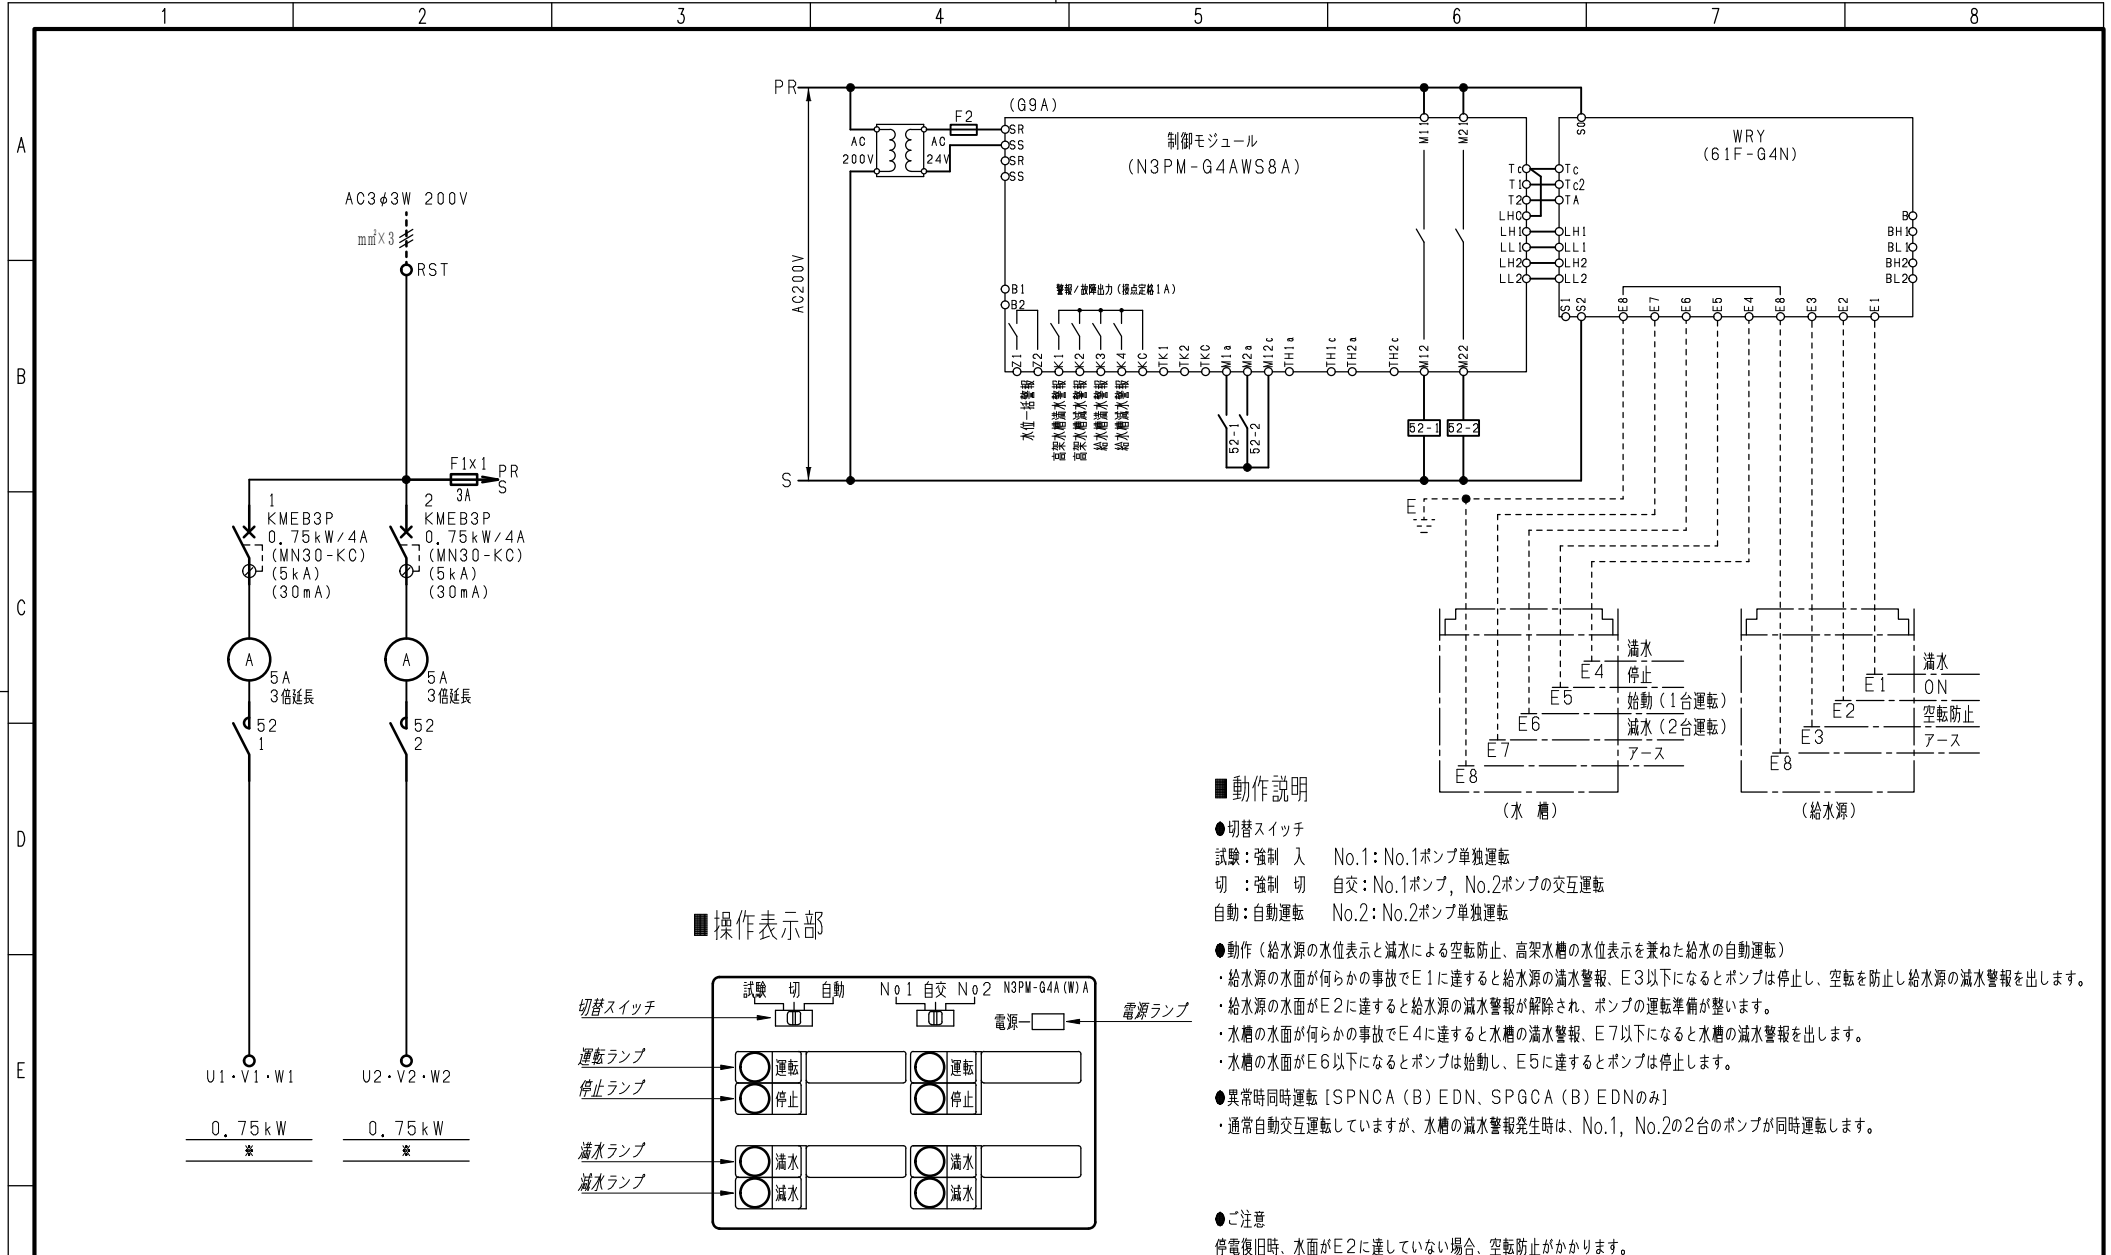 1 2 3 4 5 6 7 8
A
B
C
D
E
AC3φ3W 200V
mm²×3
RST
F1×1
3A
PR
S
1
KMEB3P
0.75kW/4A
(MN30-KC)
(5kA)
(30mA)
2
KMEB3P
0.75kW/4A
(MN30-KC)
(5kA)
(30mA)
A
5A
3倍延長
A
5A
3倍延長
52
1
52
2
U1・V1・W1
U2・V2・W2
0.75kW
※
0.75kW
※
PR
AC200V
S
AC
200V
AC
24V
F2
(G9A)
SR
SS
SR
SS
制御モジュール
(N3PM-G4AWS8A)
M11
M21
Tc
T1
T2
LHC
LH1
LL1
LH2
LL2
B1
B2
警報/故障出力(接点定格1A)
Z1 Z2 K1 K2 K3 K4 KC TK1 TK2 TKC M1a M2a M12c TH1a TH1c TH2a TH2c M12 M22
水位一括警報
高架水槽満水警報
高架水槽減水警報
給水槽満水警報
給水槽減水警報
52-1
52-2
52-1
52-2
S0
WRY
(61F-G4N)
Tc
Tc2
TA
LH1
LL1
LH2
LL2
B
BH1
BL1
BH2
BL2
S1 S2 E8 E7 E6 E5 E4 E8 E3 E2 E1
E
満水
E4
停止
E5
始動(1台運転)
E6
減水(2台運転)
E7
アース
E8
(水 槽)
満水
E1
ON
E2
空転防止
E3
アース
E8
(給水源)
■動作説明
●切替スイッチ
試験:強制 入 No.1:No.1ポンプ単独運転
切 :強制 切 自交:No.1ポンプ, No.2ポンプの交互運転
自動:自動運転 No.2:No.2ポンプ単独運転
●動作(給水源の水位表示と減水による空転防止、高架水槽の水位表示を兼ねた給水の自動運転)
・給水源の水面が何らかの事故でE1に達すると給水源の満水警報、E3以下になるとポンプは停止し、空転を防止し給水源の減水警報を出します。
・給水源の水面がE2に達すると給水源の減水警報が解除され、ポンプの運転準備が整います。
・水槽の水面が何らかの事故でE4に達すると水槽の満水警報、E7以下になると水槽の減水警報を出します。
・水槽の水面がE6以下になるとポンプは始動し、E5に達するとポンプは停止します。
●異常時同時運転[SPNCA(B)EDN、SPGCA(B)EDNのみ]
・通常自動交互運転していますが、水槽の減水警報発生時は、No.1, No.2の2台のポンプが同時運転します。
●ご注意
停電復旧時、水面がE2に達していない場合、空転防止がかかります。
■操作表示部
試験 切 自動 No1 自交 No2 N3PM-G4A(W)A
切替スイッチ
電源
電源ランプ
運転ランプ
運転
運転
停止ランプ
停止
停止
満水ランプ
満水
満水
減水ランプ
減水
減水